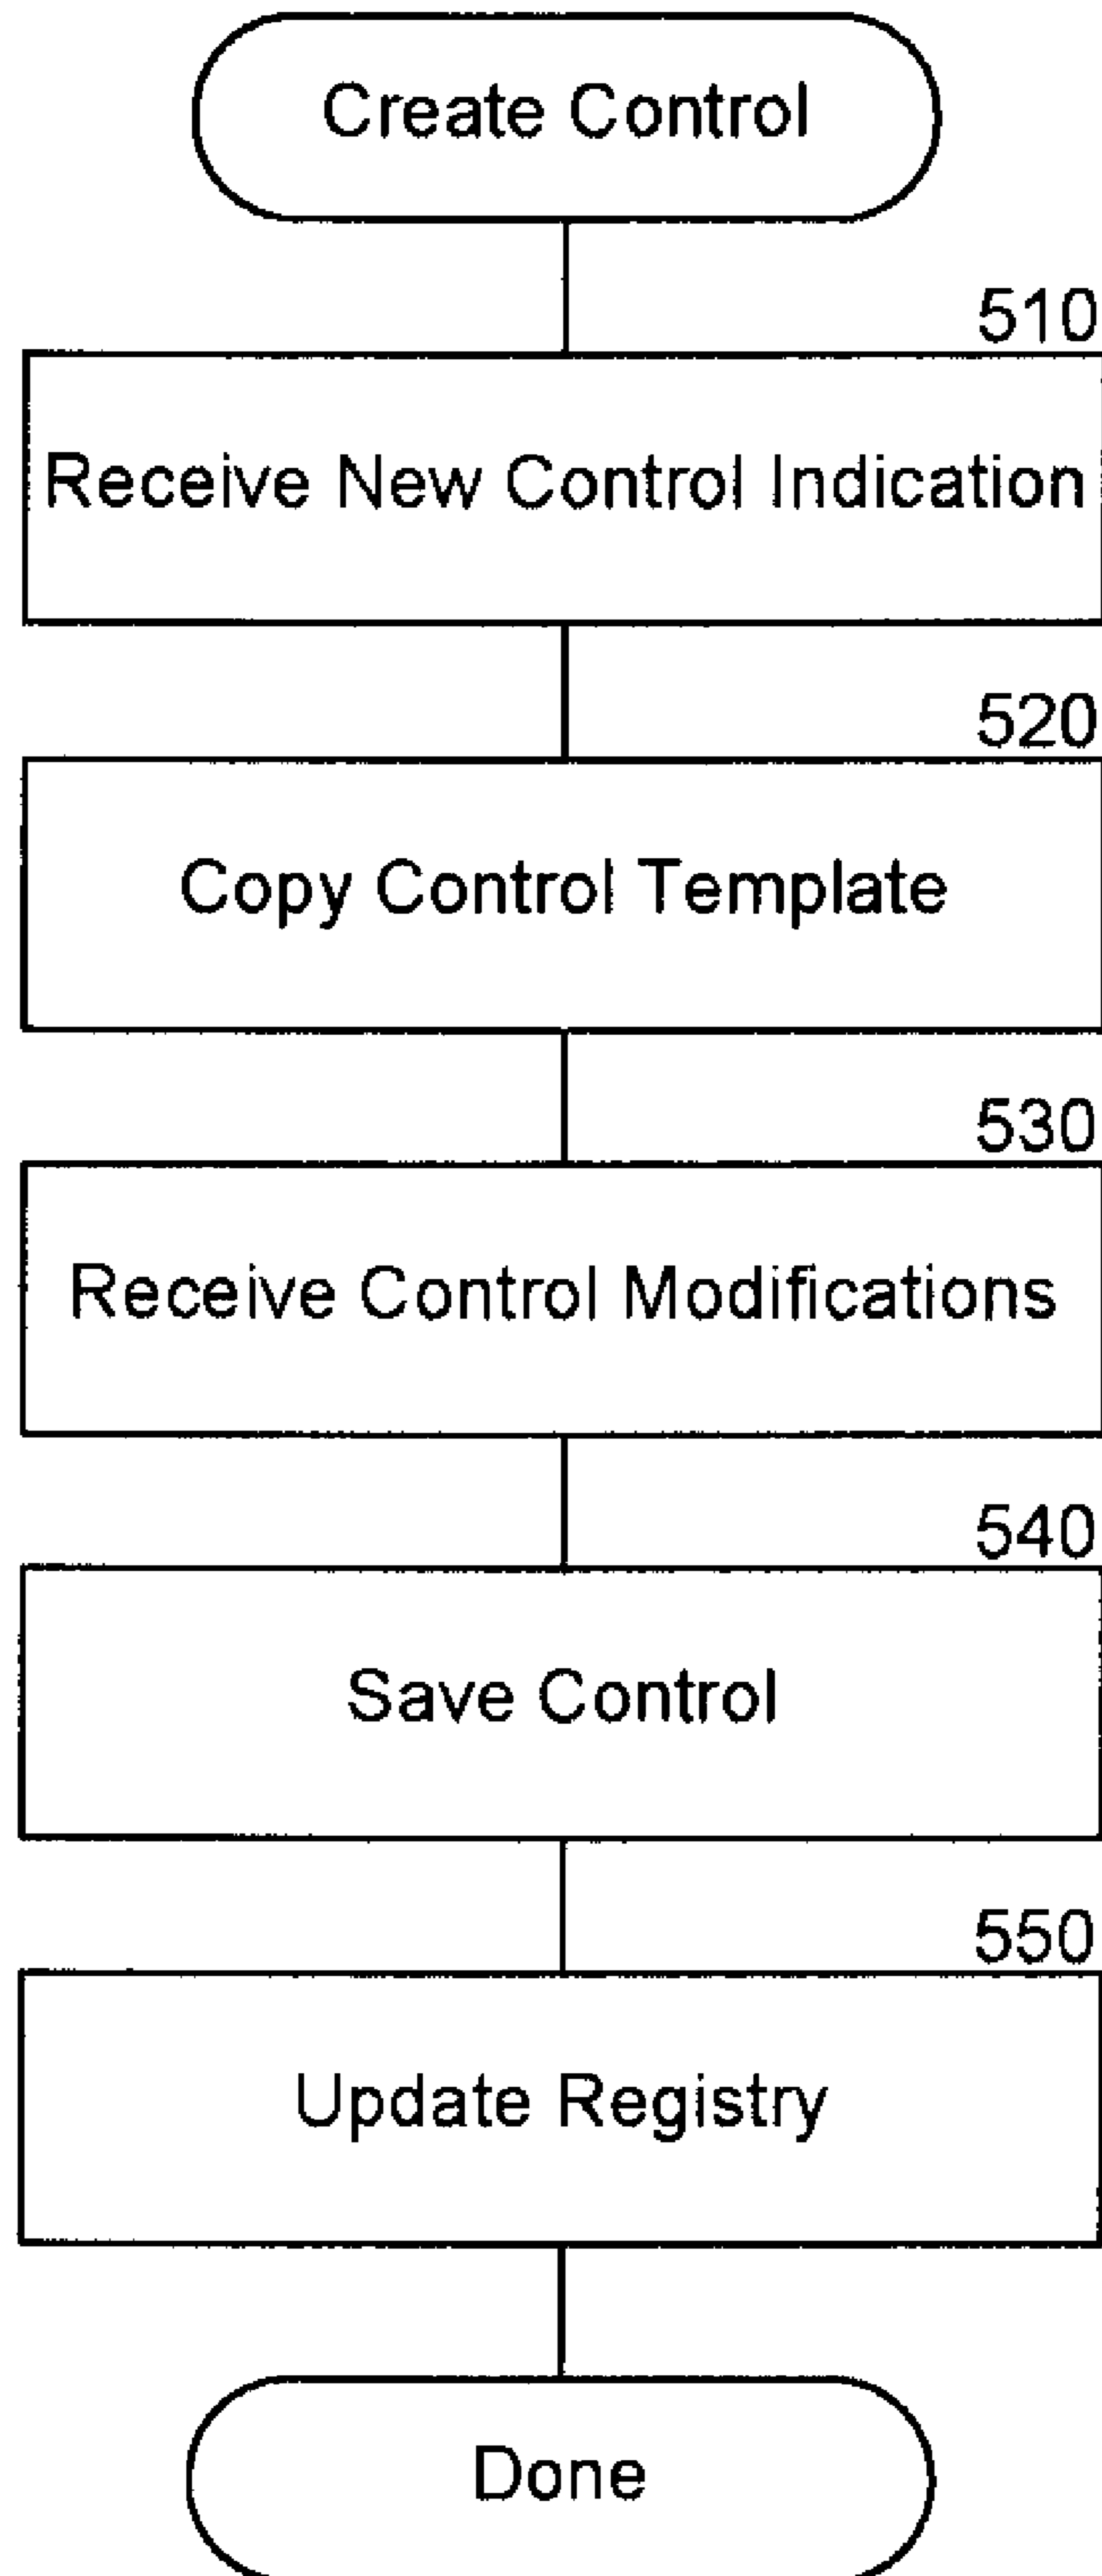 Create Control
510
Receive New Control Indication
520
Copy Control Template
530
Receive Control Modifications
540
Save Control
550
Update Registry
Done